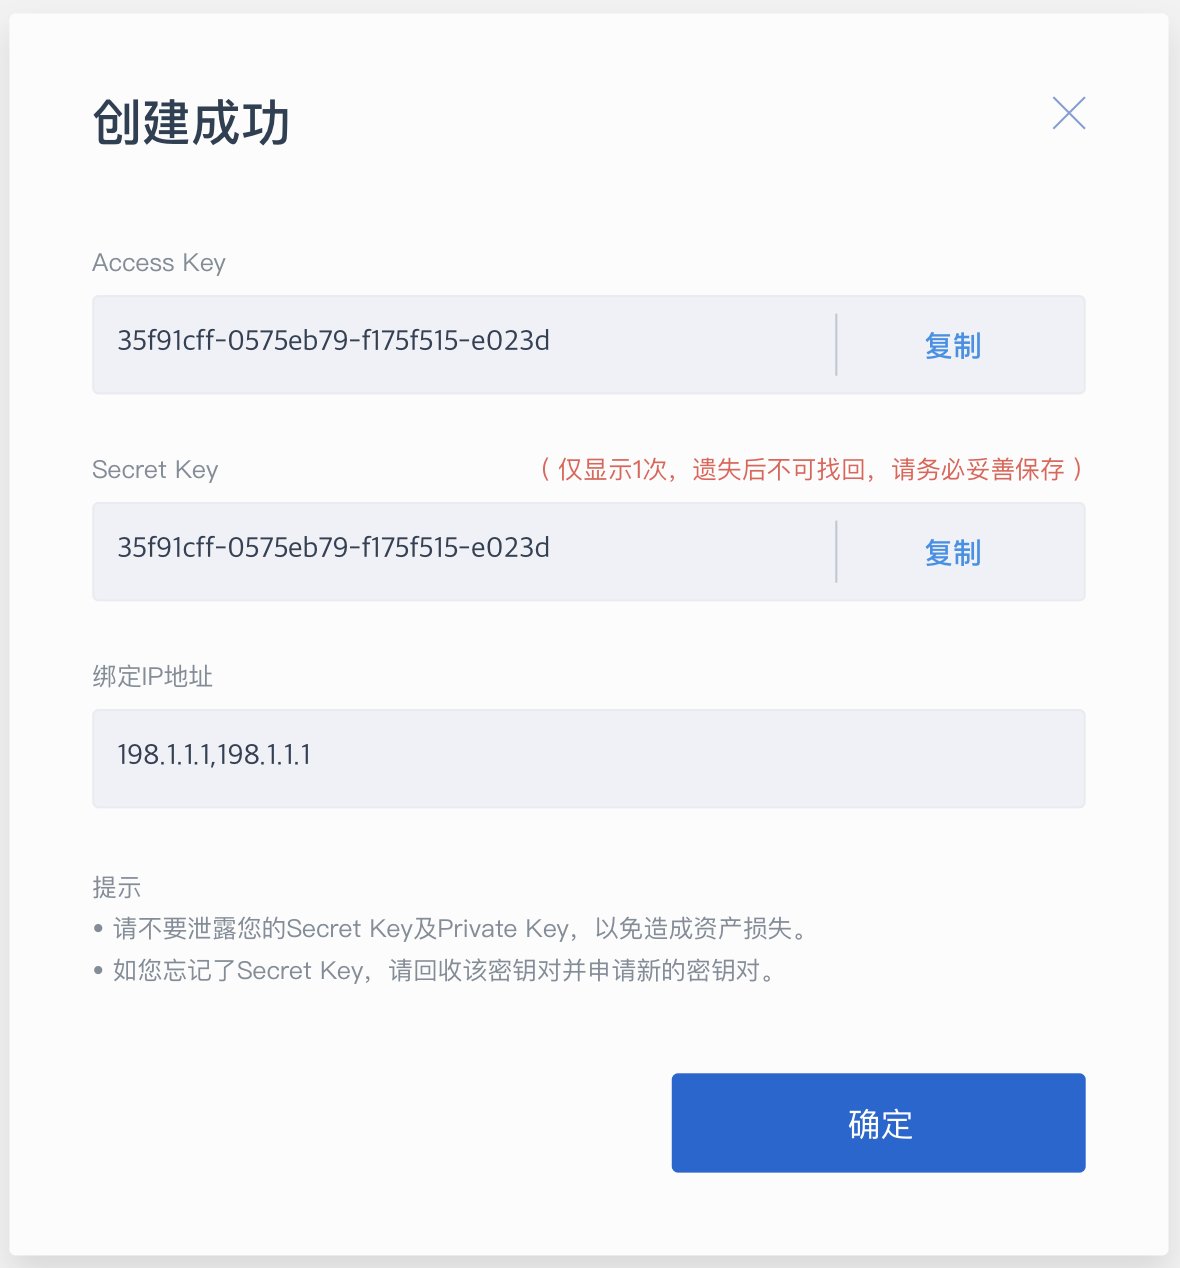 创建成功
Access Key
35f91cff-0575eb79-f175f515-e023d
复制
Secret Key
（仅显示1次，遗失后不可找回，请务必妥善保存）
35f91cff-0575eb79-f175f515-e023d
复制
绑定IP地址
198.1.1.1,198.1.1.1
提示
• 请不要泄露您的Secret Key及Private Key，以免造成资产损失。
• 如您忘记了Secret Key，请回收该密钥对并申请新的密钥对。
确定